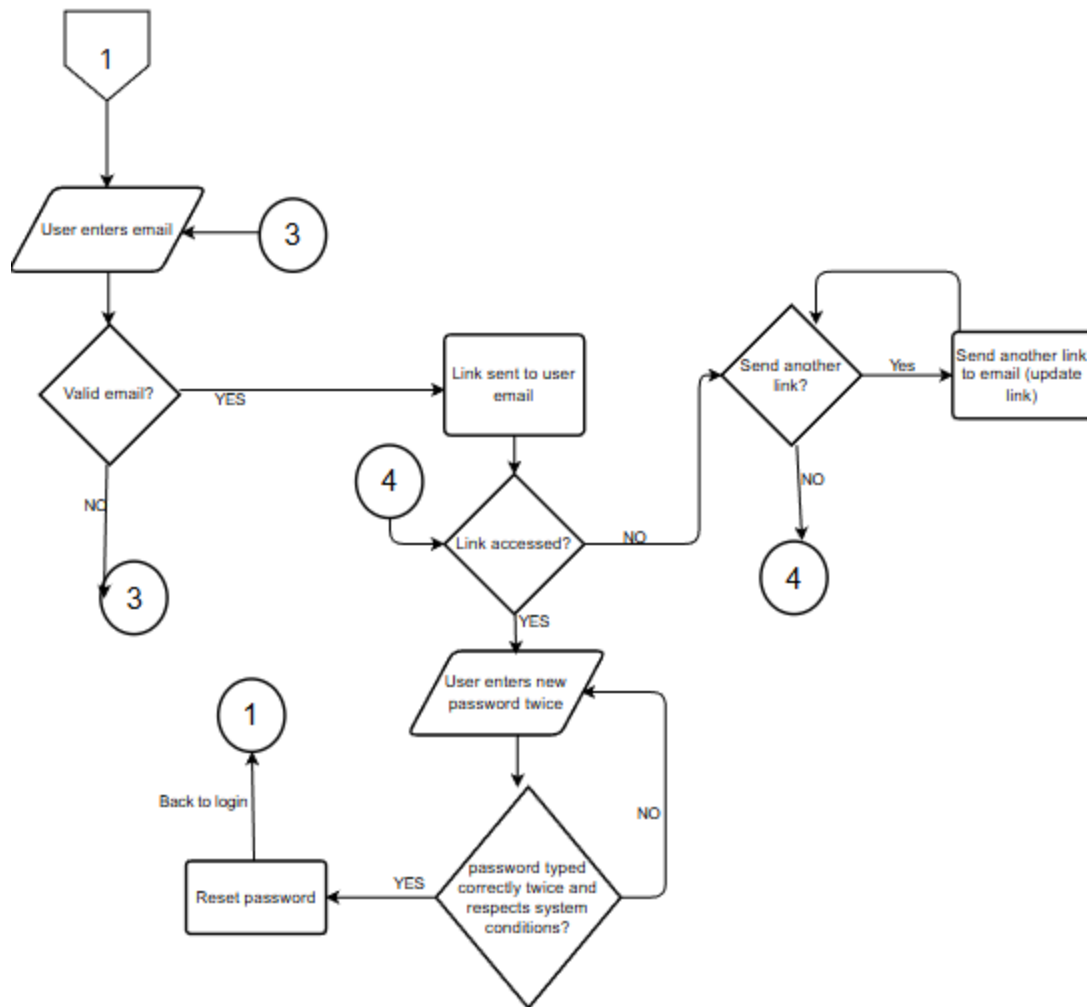 1
User enters email
3
Valid email?
YES
NO
3
Link sent to user
email
Send another
link?
Yes
Send another link
to email (update
link)
NO
4
4
Link accessed?
NO
YES
User enters new
password twice
NO
password typed
correctly twice and
respects system
conditions?
YES
Reset password
Back to login
1